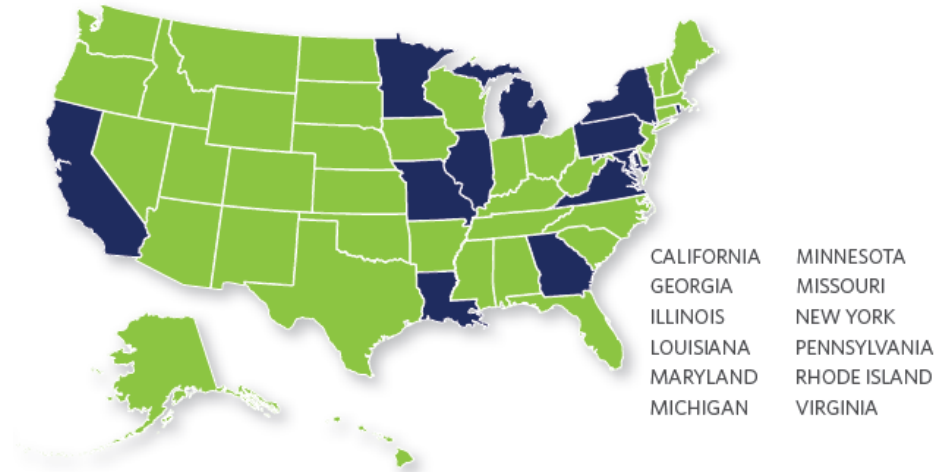 CALIFORNIA MINNESOTA
GEORGIA MISSOURI
ILLINOIS NEW YORK
LOUISIANA PENNSYLVANIA
MARYLAND RHODE ISLAND
MICHIGAN VIRGINIA